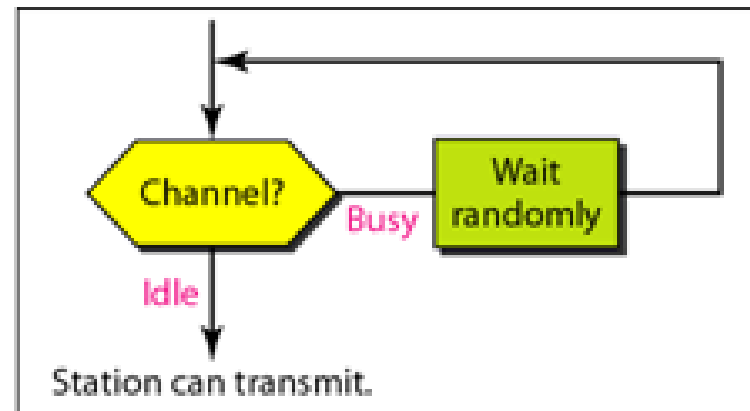 Channel?
Busy
Wait
randomly
Idle
Station can transmit.